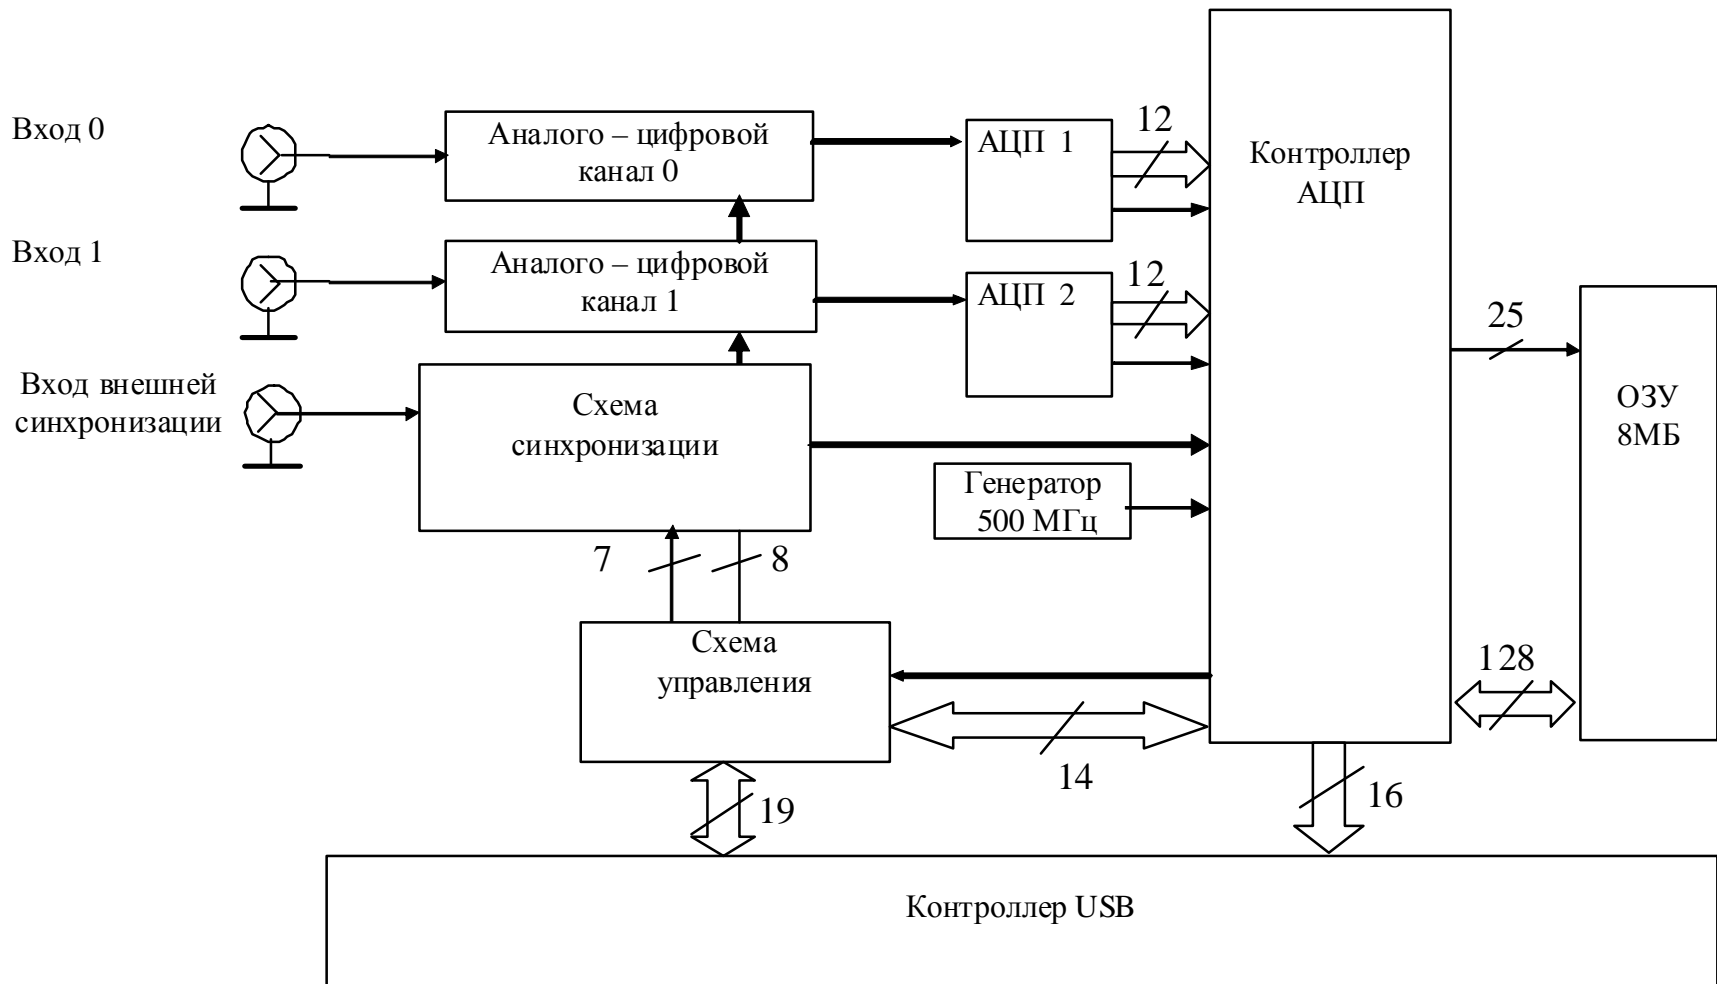 Вход 0
Аналого – цифровой
канал 0
АЦП 1
12
Контроллер
АЦП
Вход 1
Аналого – цифровой
канал 1
АЦП 2
12
25
ОЗУ
8МБ
Вход внешней
синхронизации
Схема
синхронизации
Генератор
500 МГц
7
8
Схема
управления
128
14
19
16
Контроллер USB